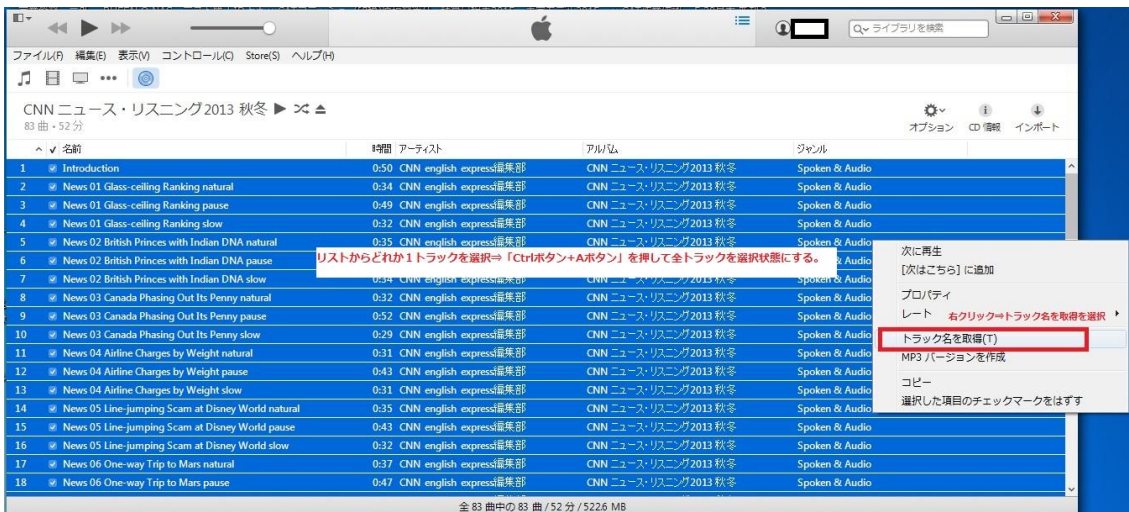 ライブラリを検索
ファイル(F) 編集(E) 表示(V) コントロール(C) Store(S) ヘルプ(H)
CNN ニュース・リスニング2013 秋冬
83 曲・52 分
オプション CD 情報 インポート
名前 時間 アーティスト アルバム ジャンル
1 Introduction 0:50 CNN english express編集部 CNN ニュース・リスニング2013 秋冬 Spoken & Audio
2 News 01 Glass-ceiling Ranking natural 0:34 CNN english express編集部 CNN ニュース・リスニング2013 秋冬 Spoken & Audio
3 News 01 Glass-ceiling Ranking pause 0:49 CNN english express編集部 CNN ニュース・リスニング2013 秋冬 Spoken & Audio
4 News 01 Glass-ceiling Ranking slow 0:32 CNN english express編集部 CNN ニュース・リスニング2013 秋冬 Spoken & Audio
5 News 02 British Princes with Indian DNA natural 0:35 CNN english express編集部 CNN ニュース・リスニング2013 秋冬 Spoken & Audio
6 News 02 British Princes with Indian DNA pause
リストからどれか1トラックを選択⇒「Ctrlボタン+Aボタン」を押して全トラックを選択状態にする。
7 News 02 British Princes with Indian DNA slow 0:34 CNN english express編集部 CNN ニュース・リスニング2013 秋冬 Spoken & Audio
8 News 03 Canada Phasing Out Its Penny natural 0:32 CNN english express編集部 CNN ニュース・リスニング2013 秋冬 Spoken & Audio
9 News 03 Canada Phasing Out Its Penny pause 0:52 CNN english express編集部 CNN ニュース・リスニング2013 秋冬 Spoken & Audio
10 News 03 Canada Phasing Out Its Penny slow 0:29 CNN english express編集部 CNN ニュース・リスニング2013 秋冬 Spoken & Audio
11 News 04 Airline Charges by Weight natural 0:31 CNN english express編集部 CNN ニュース・リスニング2013 秋冬 Spoken & Audio
12 News 04 Airline Charges by Weight pause 0:43 CNN english express編集部 CNN ニュース・リスニング2013 秋冬 Spoken & Audio
13 News 04 Airline Charges by Weight slow 0:31 CNN english express編集部 CNN ニュース・リスニング2013 秋冬 Spoken & Audio
14 News 05 Line-jumping Scam at Disney World natural 0:35 CNN english express編集部 CNN ニュース・リスニング2013 秋冬 Spoken & Audio
15 News 05 Line-jumping Scam at Disney World pause 0:43 CNN english express編集部 CNN ニュース・リスニング2013 秋冬 Spoken & Audio
16 News 05 Line-jumping Scam at Disney World slow 0:32 CNN english express編集部 CNN ニュース・リスニング2013 秋冬 Spoken & Audio
17 News 06 One-way Trip to Mars natural 0:37 CNN english express編集部 CNN ニュース・リスニング2013 秋冬 Spoken & Audio
18 News 06 One-way Trip to Mars pause 0:47 CNN english express編集部 CNN ニュース・リスニング2013 秋冬 Spoken & Audio
次に再生
[次はこちら] に追加
プロパティ
レート 右クリック⇒トラック名を取得を選択
トラック名を取得(T)
MP3 バージョンを作成
コピー
選択した項目のチェックマークをはずす
全 83 曲中の 83 曲 / 52 分 / 522.6 MB